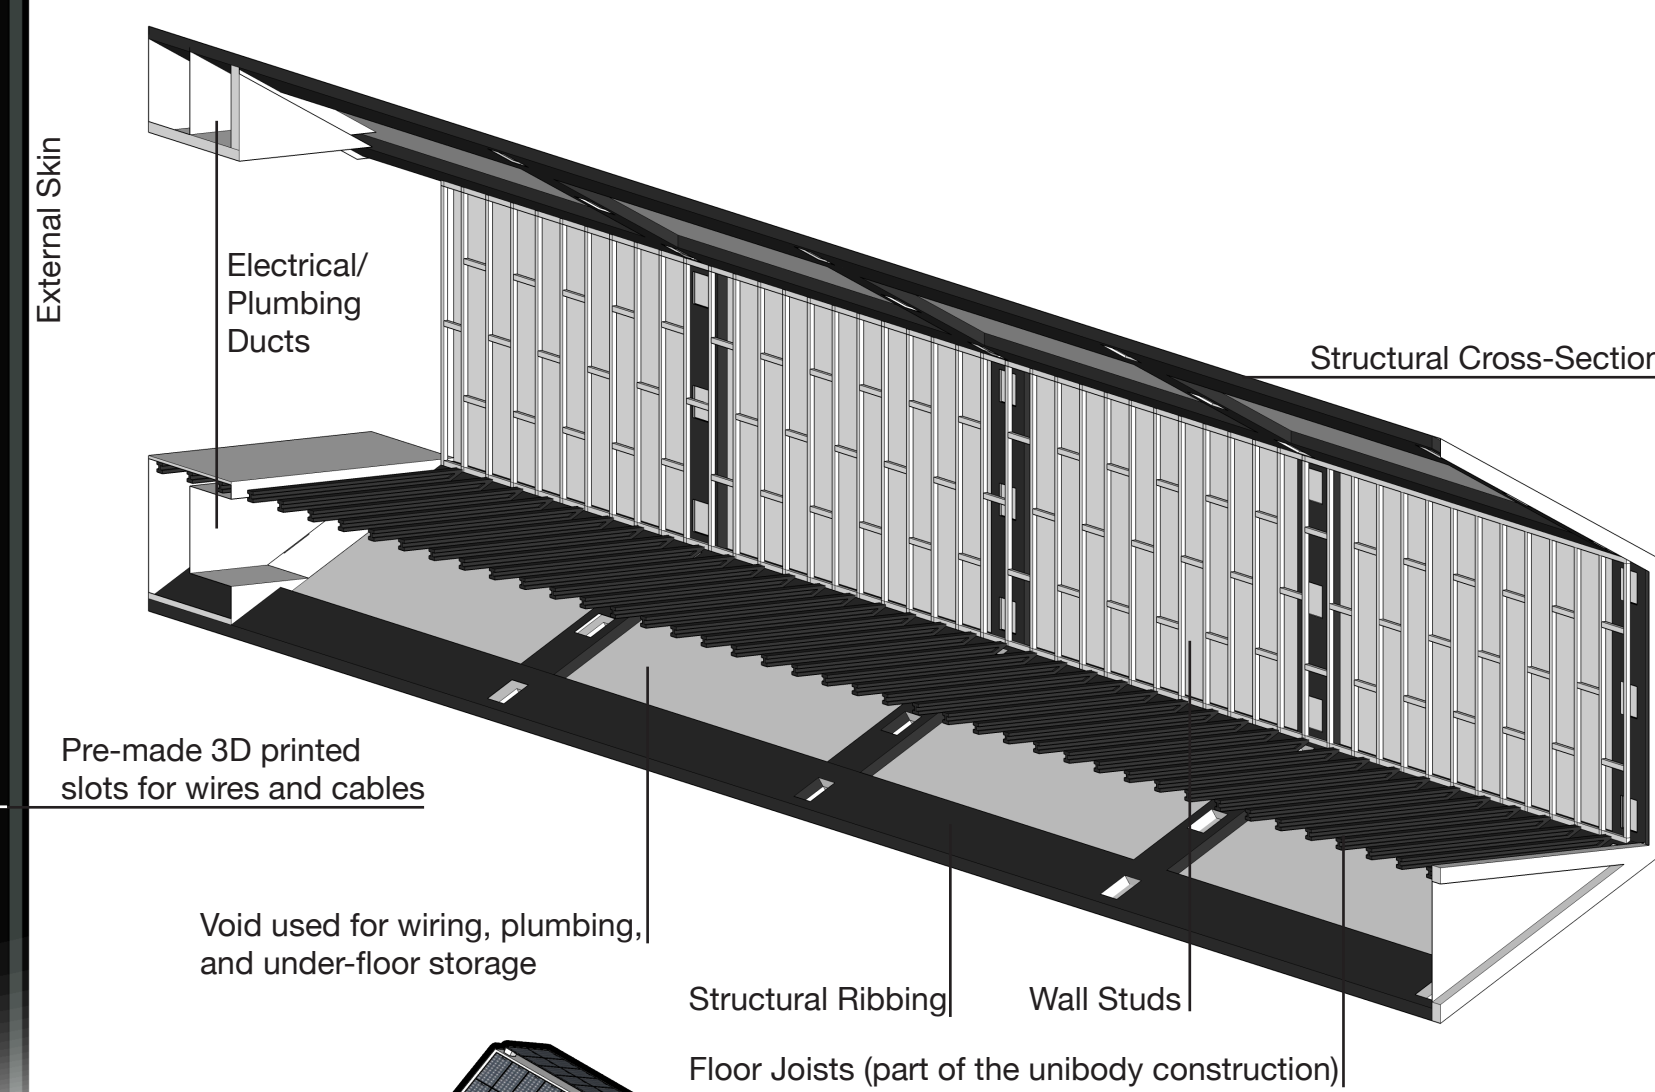 External Skin
Electrical/
Plumbing
Ducts
Structural Cross-Section
Pre-made 3D printed
slots for wires and cables
Void used for wiring, plumbing,
and under-floor storage
Structural Ribbing
Wall Studs
Floor Joists (part of the unibody construction)